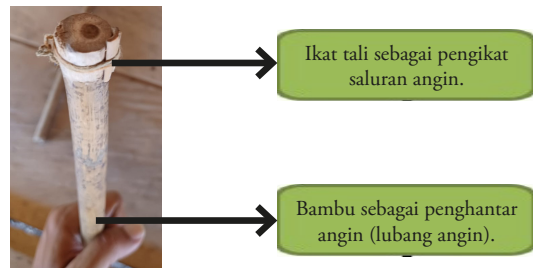 Ikat tali sebagai pengikat
saluran angin.
Bambu sebagai penghantar
angin (lubang angin).